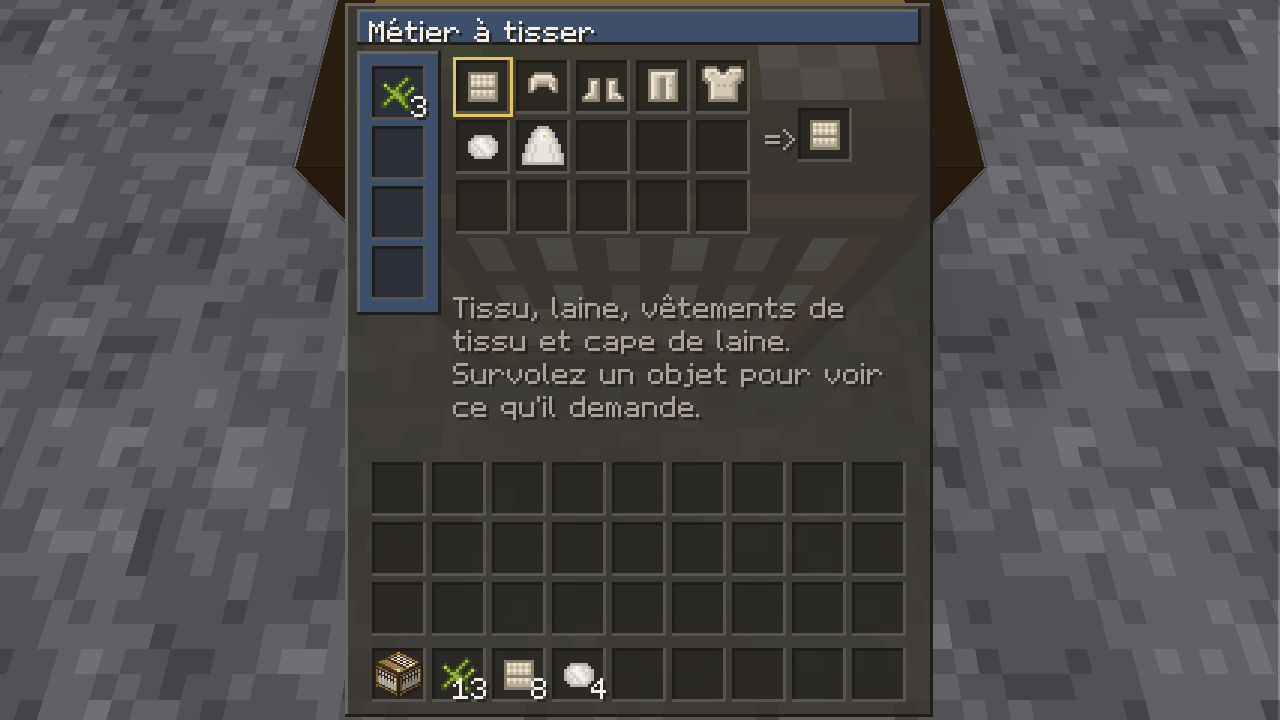 Métier à tisser
3
=>
Tissu, laine, vêtements de
tissu et cape de laine.
Survolez un objet pour voir
ce qu'il demande.
13 8 4